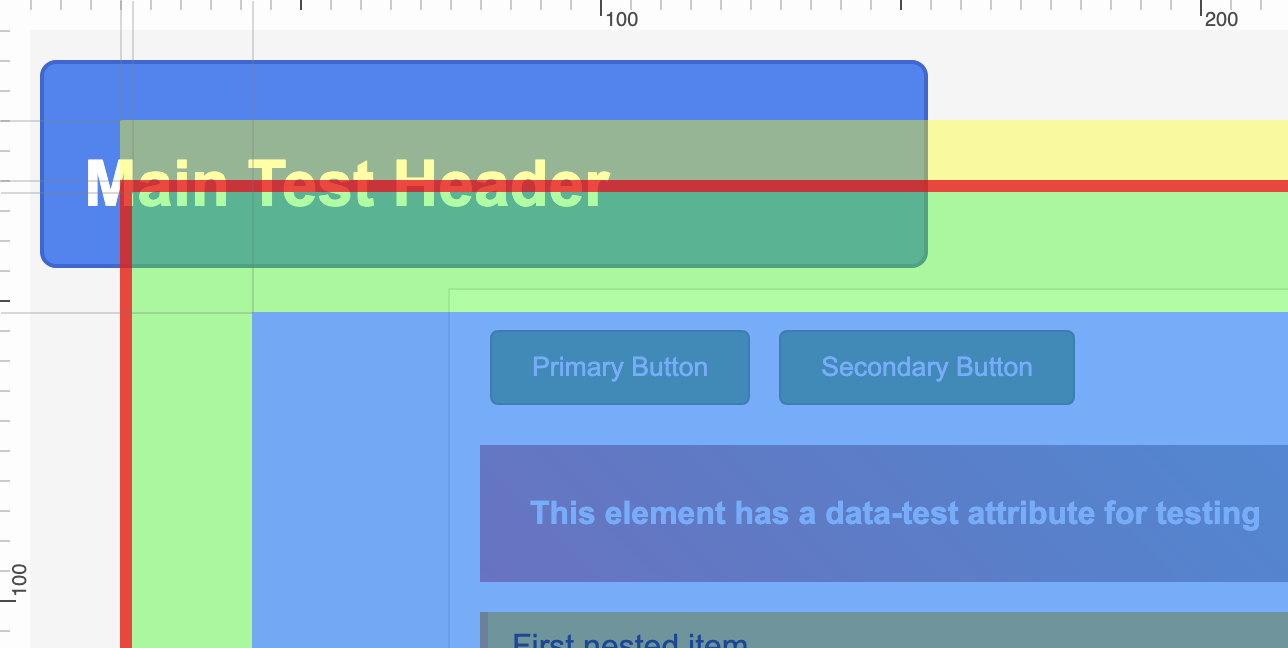 100
200
Main Test Header
Primary Button
Secondary Button
This element has a data-test attribute for testing
100
First nested item